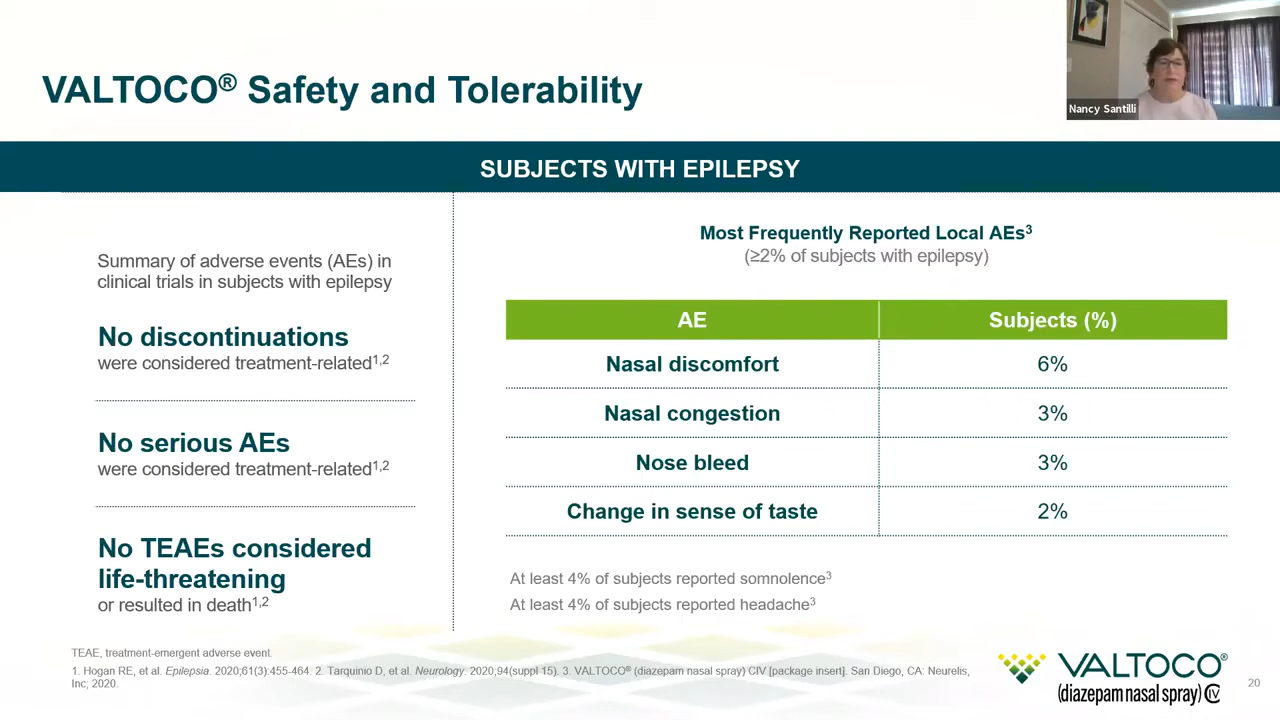 VALTOCO® Safety and Tolerability
Nancy Santilli
SUBJECTS WITH EPILEPSY
Summary of adverse events (AEs) in
clinical trials in subjects with epilepsy
No discontinuations
were considered treatment-related1,2
No serious AEs
were considered treatment-related1,2
No TEAEs considered
life-threatening
or resulted in death1,2
Most Frequently Reported Local AEs3
(≥2% of subjects with epilepsy)
AE Subjects (%)
Nasal discomfort 6%
Nasal congestion 3%
Nose bleed 3%
Change in sense of taste 2%
At least 4% of subjects reported somnolence3
At least 4% of subjects reported headache3
TEAE, treatment-emergent adverse event.
1. Hogan RE, et al. Epilepsia. 2020;61(3):455-464. 2. Tarquinio D, et al. Neurology. 2020;94(suppl 15). 3. VALTOCO® (diazepam nasal spray) CIV [package insert]. San Diego, CA: Neurelis,
Inc; 2020.
VALTOCO®
(diazepam nasal spray) CIV
20